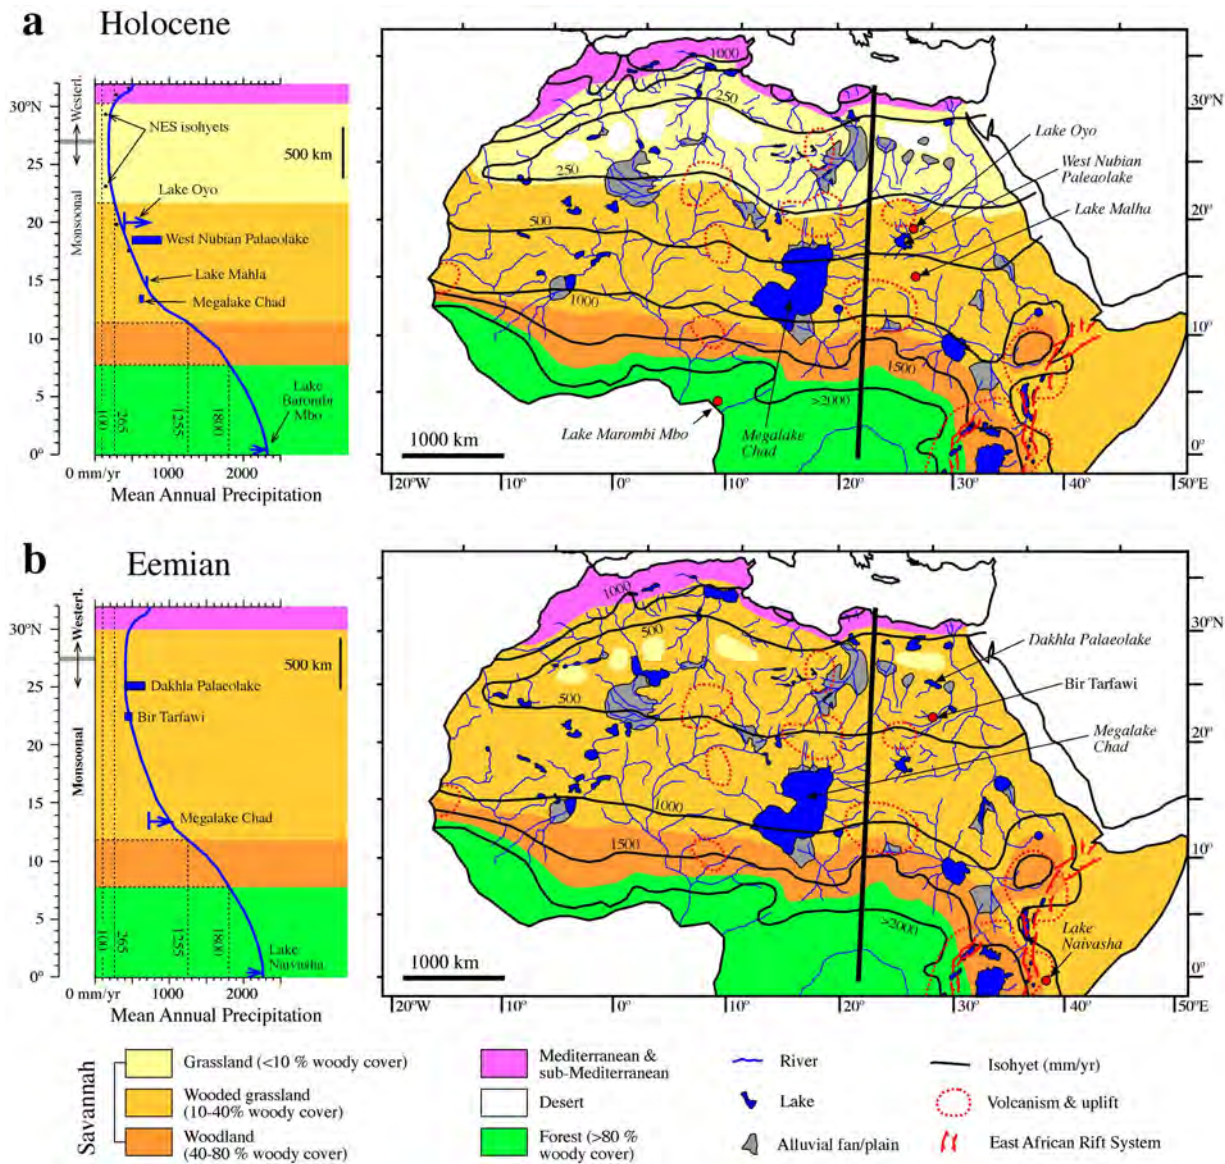 a Holocene
30°N
25
20
15
10
5
0°
Westerl.
Monsoonal
NES isohyets
500 km
Lake Oyo
West Nubian Palaeolake
Lake Mahla
Megalake Chad
Lake
Barombi
Mbo
100
265
1255
1800
0 mm/yr 1000 2000
Mean Annual Precipitation
1000
250
250
500
1000
1500
>2000
Lake Oyo
West Nubian
Paleaolake
Lake Malha
Lake Marombi Mbo
Megalake
Chad
1000 km
30°N
20°
10°
0°
20°W 10° 0° 10° 20° 30° 40° 50°E
b Eemian
30°N
25
20
15
10
5
0°
Westerl.
Monsoonal
500 km
Dakhla Palaeolake
Bir Tarfawi
Megalake Chad
Lake
Naivasha
100
265
1255
1800
0 mm/yr 1000 2000
Mean Annual Precipitation
1000
500
500
1000
1500
>2000
Dakhla Palaeolake
Bir Tarfawi
Megalake
Chad
Lake
Naivasha
1000 km
30°N
20°
10°
0°
20°W 10° 0° 10° 20° 30° 40° 50°E
Savannah
Grassland (<10 % woody cover)
Wooded grassland
(10-40% woody cover)
Woodland
(40-80 % woody cover)
Mediterranean &
sub-Mediterranean
Desert
Forest (>80 %
woody cover)
River
Lake
Alluvial fan/plain
Isohyet (mm/yr)
Volcanism & uplift
East African Rift System